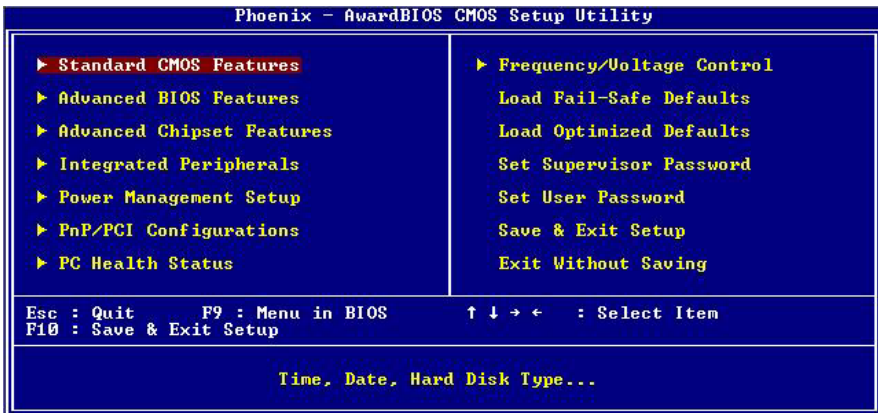 Phoenix - AwardBIOS CMOS Setup Utility
▶ Standard CMOS Features
▶ Advanced BIOS Features
▶ Advanced Chipset Features
▶ Integrated Peripherals
▶ Power Management Setup
▶ PnP/PCI Configurations
▶ PC Health Status
▶ Frequency/Voltage Control
Load Fail-Safe Defaults
Load Optimized Defaults
Set Supervisor Password
Set User Password
Save & Exit Setup
Exit Without Saving
Esc : Quit F9 : Menu in BIOS ↑ ↓ → ← : Select Item
F10 : Save & Exit Setup
Time, Date, Hard Disk Type...